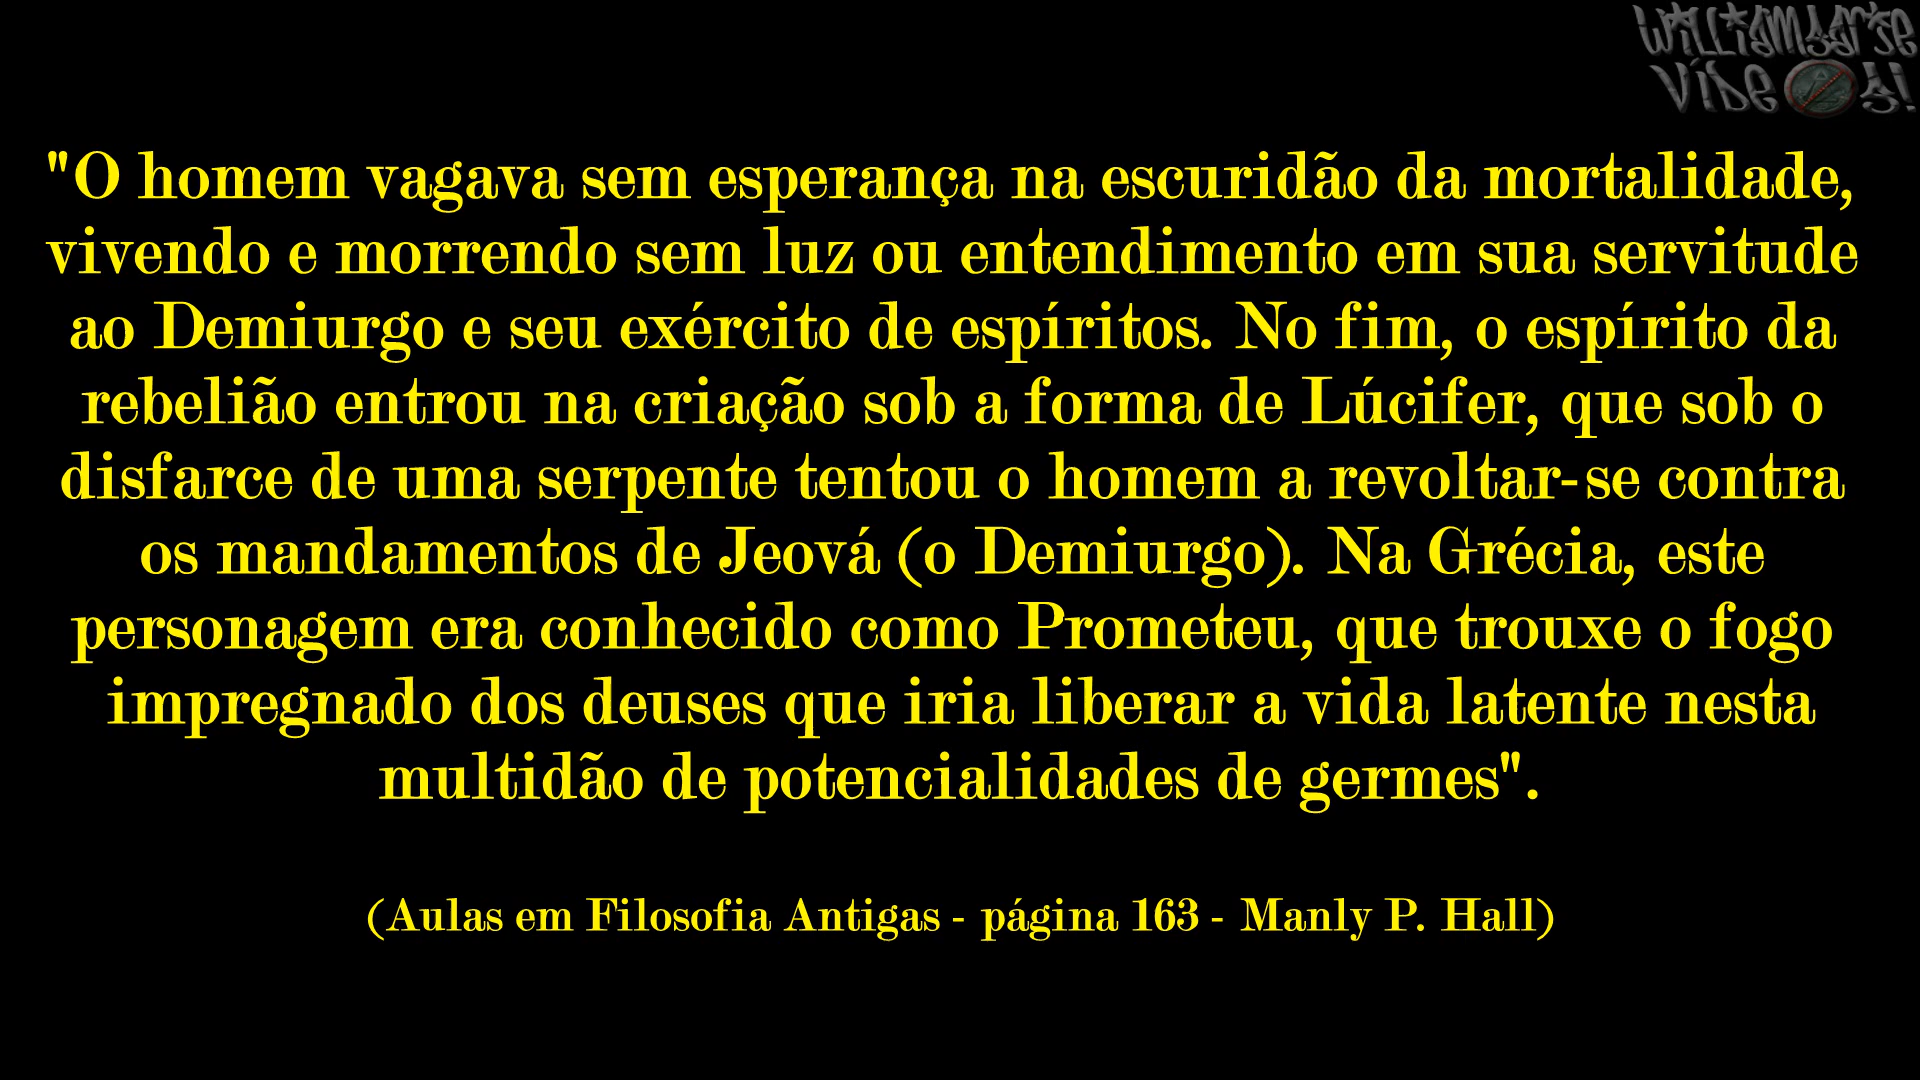 WILLIAMSARSE
VIDEOS!
"O homem vagava sem esperança na escuridão da mortalidade,
vivendo e morrendo sem luz ou entendimento em sua servitude
ao Demiurgo e seu exército de espíritos. No fim, o espírito da
rebelião entrou na criação sob a forma de Lúcifer, que sob o
disfarce de uma serpente tentou o homem a revoltar-se contra
os mandamentos de Jeová (o Demiurgo). Na Grécia, este
personagem era conhecido como Prometeu, que trouxe o fogo
impregnado dos deuses que iria liberar a vida latente nesta
multidão de potencialidades de germes".
(Aulas em Filosofia Antigas - página 163 - Manly P. Hall)